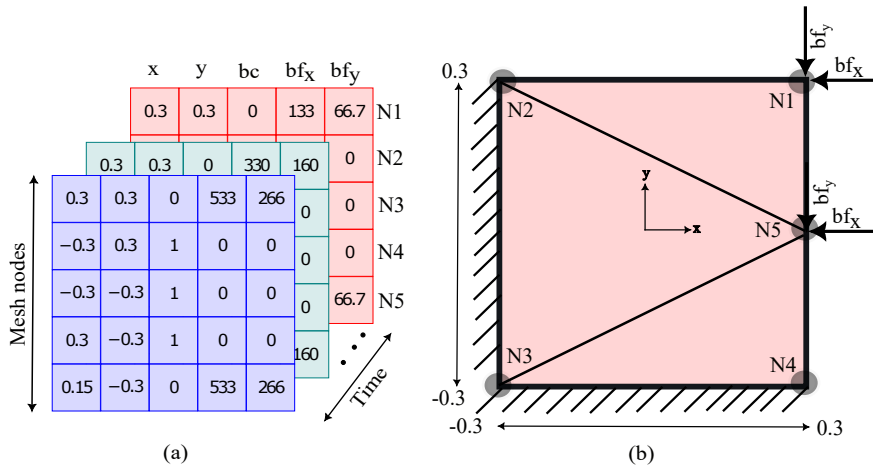 x y bc bfx bfy
0.3 0.3 0 133 66.7 N1
0.3 0.3 0 330 160 0 N2
0.3 0.3 0 533 266 0 0 N3
−0.3 0.3 1 0 0 0 0 N4
−0.3 −0.3 1 0 0 0 66.7 N5
0.3 −0.3 1 0 0 160
0.15 −0.3 0 533 266
Mesh nodes
Time
(a)
bfy
bfx
0.3
N2
N1
y
x
bfy
bfx
N5
N3
N4
-0.3
-0.3
0.3
(b)